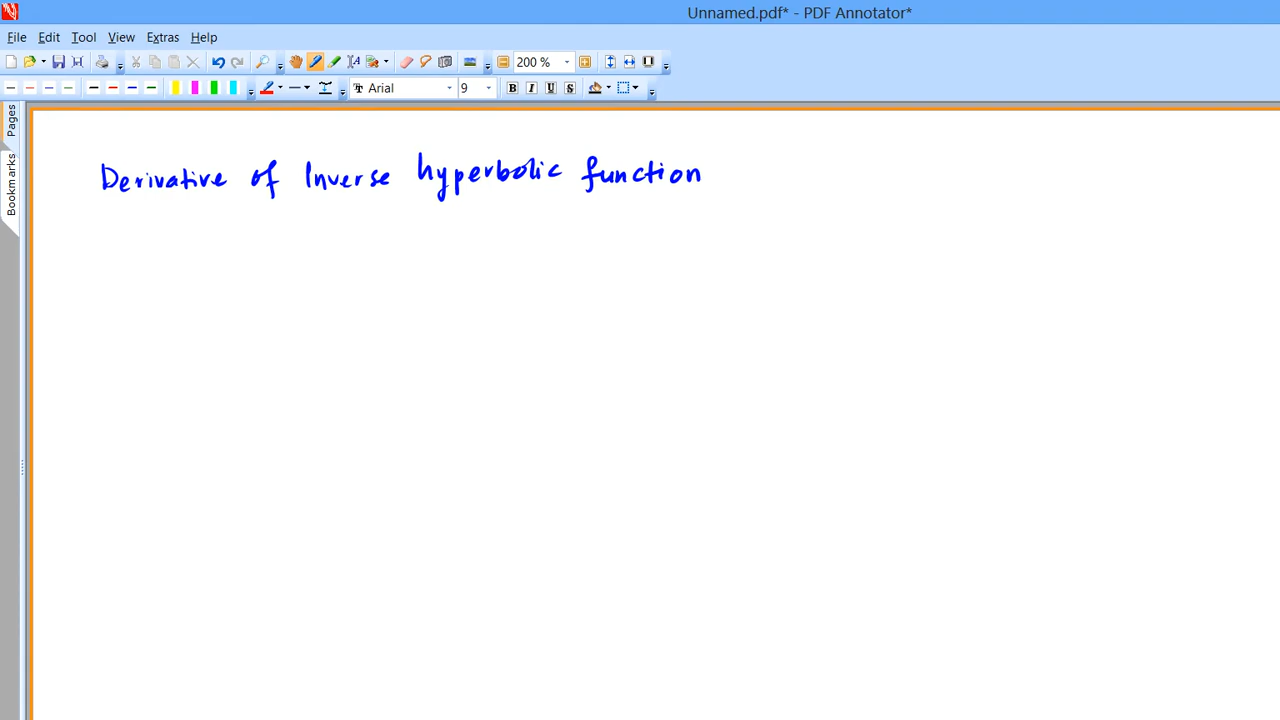 Unnamed.pdf* - PDF Annotator*
File Edit Tool View Extras Help
200 %
Arial 9 B I U S
Pages
Bookmarks
Derivative of Inverse hyperbolic function